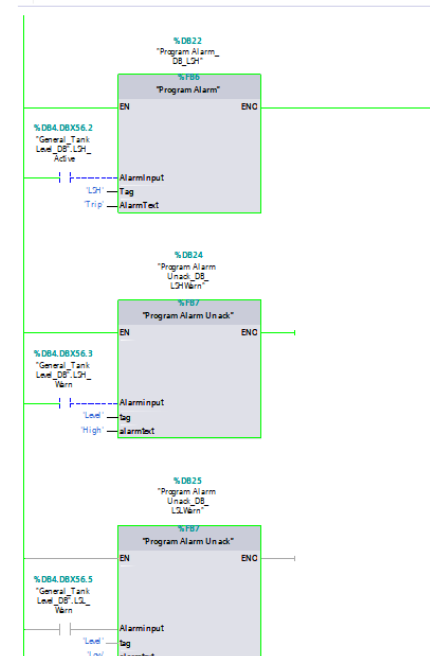 %DB22
"Program Alarm_
DB_LSH"
%FB6
"Program Alarm"
EN
ENO
%DB4.DBX56.2
"General_Tank
Level_DB".LSH_
Active
AlarmInput
'LSH'
Tag
'Trip'
AlarmText
%DB24
"Program Alarm
Unack_DB_
LSHWarn"
%FB7
"Program Alarm Unack"
EN
ENO
%DB4.DBX56.3
"General_Tank
Level_DB".LSH_
Warn
Alarminput
'Level'
tag
'High'
alarmtext
%DB25
"Program Alarm
Unack_DB_
LSLWarn"
%FB7
"Program Alarm Unack"
EN
ENO
%DB4.DBX56.5
"General_Tank
Level_DB".LSL_
Warn
Alarminput
'Level'
tag
'Low'
alarmtext